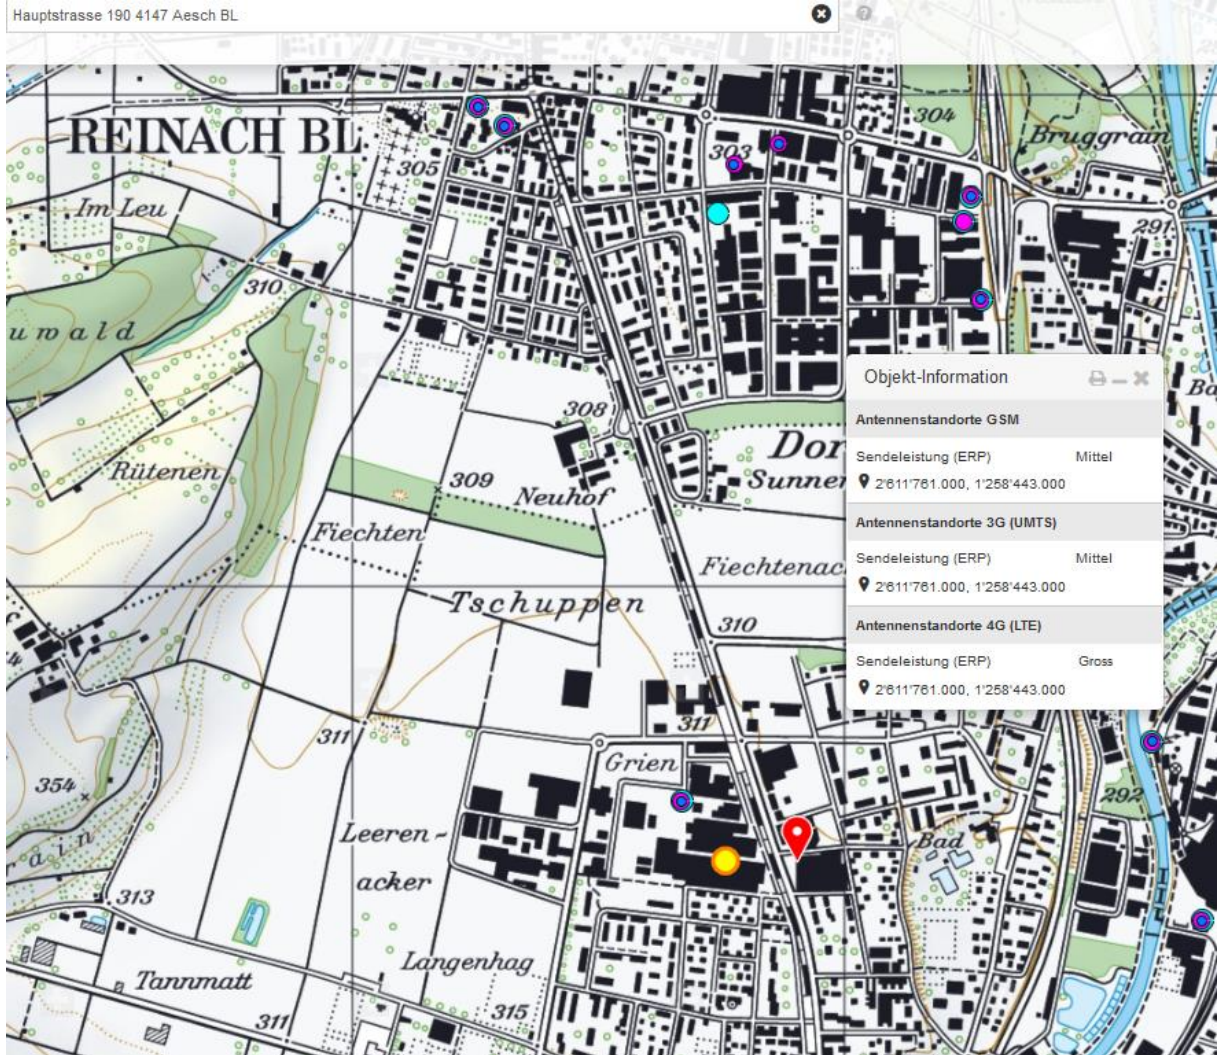 Hauptstrasse 190 4147 Aesch BL
REINACH BL
305
303
304
Bruggrain
Im Leu
291
310
Objekt-Information
Antennenstandorte GSM
Sendeleistung (ERP) Mittel
2'611'761.000, 1'258'443.000
Antennenstandorte 3G (UMTS)
Sendeleistung (ERP) Mittel
2'611'761.000, 1'258'443.000
Antennenstandorte 4G (LTE)
Sendeleistung (ERP) Gross
2'611'761.000, 1'258'443.000
uwald
308
Dor
Sunner
Rütenen
309
Neuhof
Fiechten
Fiechtenac
Tschuppen
310
311
311
Grien
354
292
Leeren-
acker
Bad
rain
313
Langenhag
Tannmatt
315
311